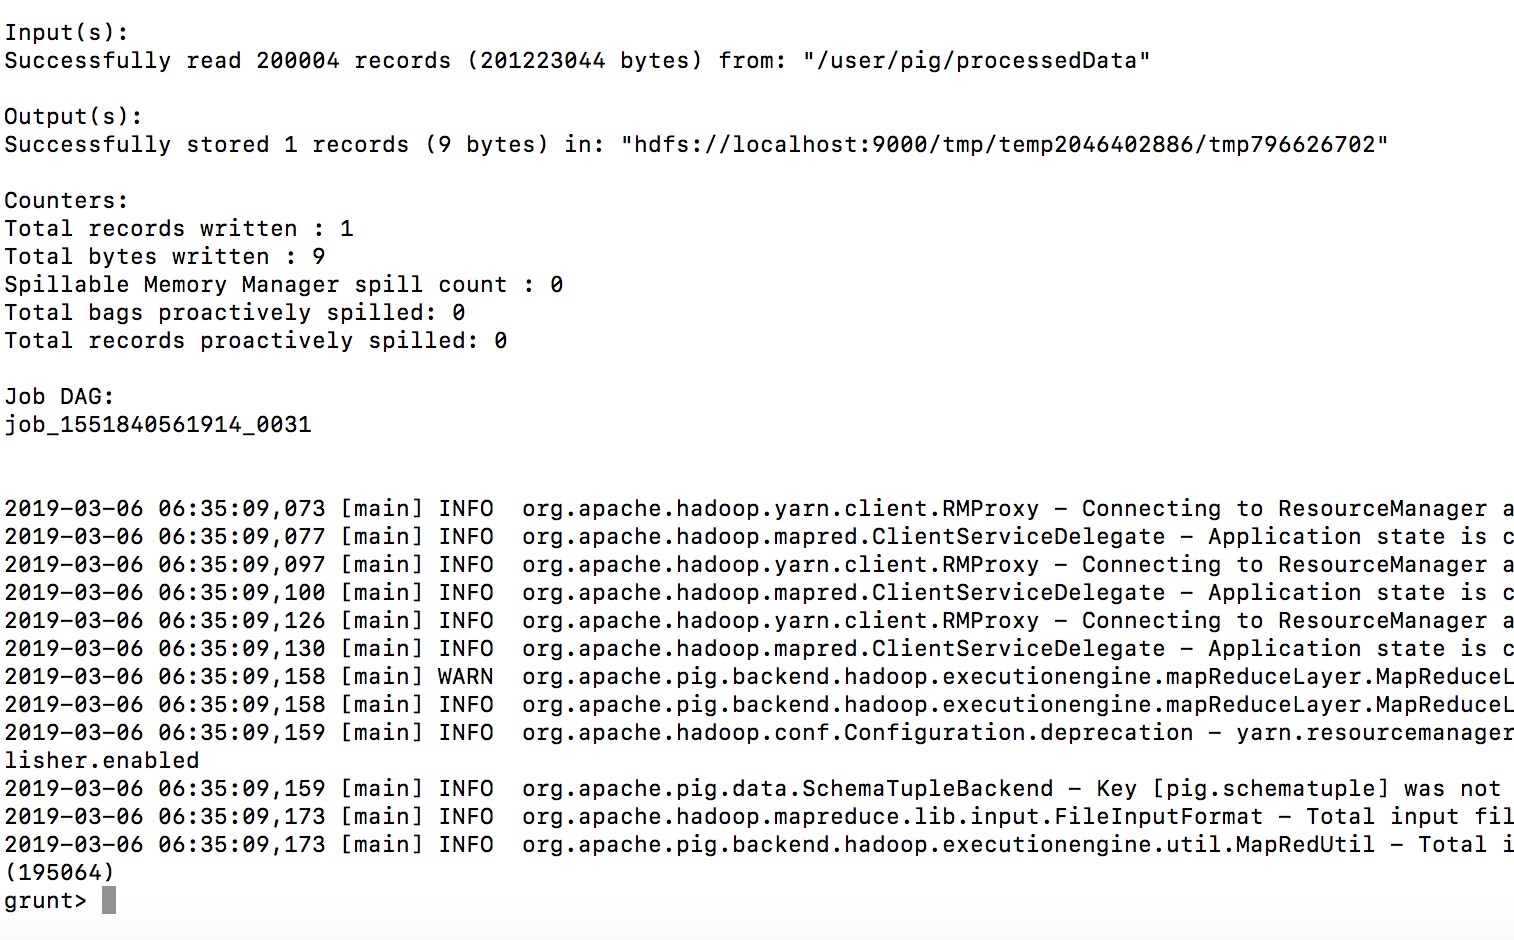 Input(s):
Successfully read 200004 records (201223044 bytes) from: "/user/pig/processedData"
Output(s):
Successfully stored 1 records (9 bytes) in: "hdfs://localhost:9000/tmp/temp2046402886/tmp796626702"
Counters:
Total records written : 1
Total bytes written : 9
Spillable Memory Manager spill count : 0
Total bags proactively spilled: 0
Total records proactively spilled: 0
Job DAG:
job_1551840561914_0031
2019-03-06 06:35:09,073 [main] INFO  org.apache.hadoop.yarn.client.RMProxy - Connecting to ResourceManager a
2019-03-06 06:35:09,077 [main] INFO  org.apache.hadoop.mapred.ClientServiceDelegate - Application state is c
2019-03-06 06:35:09,097 [main] INFO  org.apache.hadoop.yarn.client.RMProxy - Connecting to ResourceManager a
2019-03-06 06:35:09,100 [main] INFO  org.apache.hadoop.mapred.ClientServiceDelegate - Application state is c
2019-03-06 06:35:09,126 [main] INFO  org.apache.hadoop.yarn.client.RMProxy - Connecting to ResourceManager a
2019-03-06 06:35:09,130 [main] INFO  org.apache.hadoop.mapred.ClientServiceDelegate - Application state is c
2019-03-06 06:35:09,158 [main] WARN  org.apache.pig.backend.hadoop.executionengine.mapReduceLayer.MapReduceL
2019-03-06 06:35:09,158 [main] INFO  org.apache.pig.backend.hadoop.executionengine.mapReduceLayer.MapReduceL
2019-03-06 06:35:09,159 [main] INFO  org.apache.hadoop.conf.Configuration.deprecation - yarn.resourcemanager
lisher.enabled
2019-03-06 06:35:09,159 [main] INFO  org.apache.pig.data.SchemaTupleBackend - Key [pig.schematuple] was not
2019-03-06 06:35:09,173 [main] INFO  org.apache.hadoop.mapreduce.lib.input.FileInputFormat - Total input fil
2019-03-06 06:35:09,173 [main] INFO  org.apache.pig.backend.hadoop.executionengine.util.MapRedUtil - Total i
(195064)
grunt>